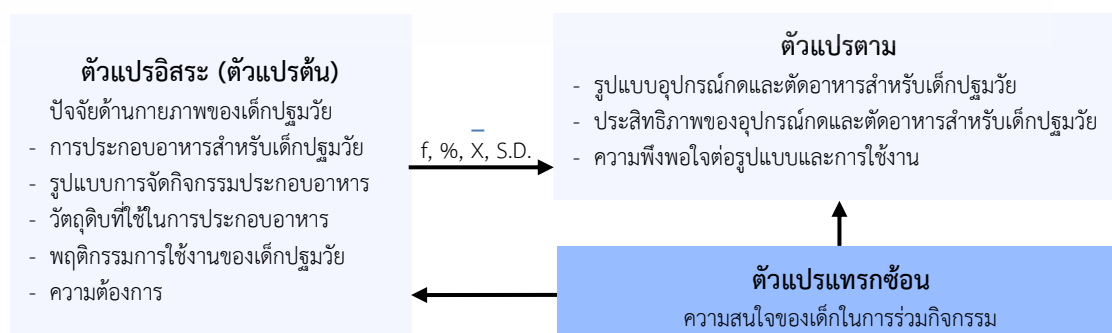 ตัวแปรอิสระ (ตัวแปรต้น)
ปัจจัยด้านกายภาพของเด็กปฐมวัย
- การประกอบอาหารสำหรับเด็กปฐมวัย
- รูปแบบการจัดกิจกรรมประกอบอาหาร
- วัตถุดิบที่ใช้ในการประกอบอาหาร
- พฤติกรรมการใช้งานของเด็กปฐมวัย
- ความต้องการ
f, %, X̄, S.D.
ตัวแปรตาม
- รูปแบบอุปกรณ์กดและตัดอาหารสำหรับเด็กปฐมวัย
- ประสิทธิภาพของอุปกรณ์กดและตัดอาหารสำหรับเด็กปฐมวัย
- ความพึงพอใจต่อรูปแบบและการใช้งาน
ตัวแปรแทรกซ้อน
ความสนใจของเด็กในการร่วมกิจกรรม